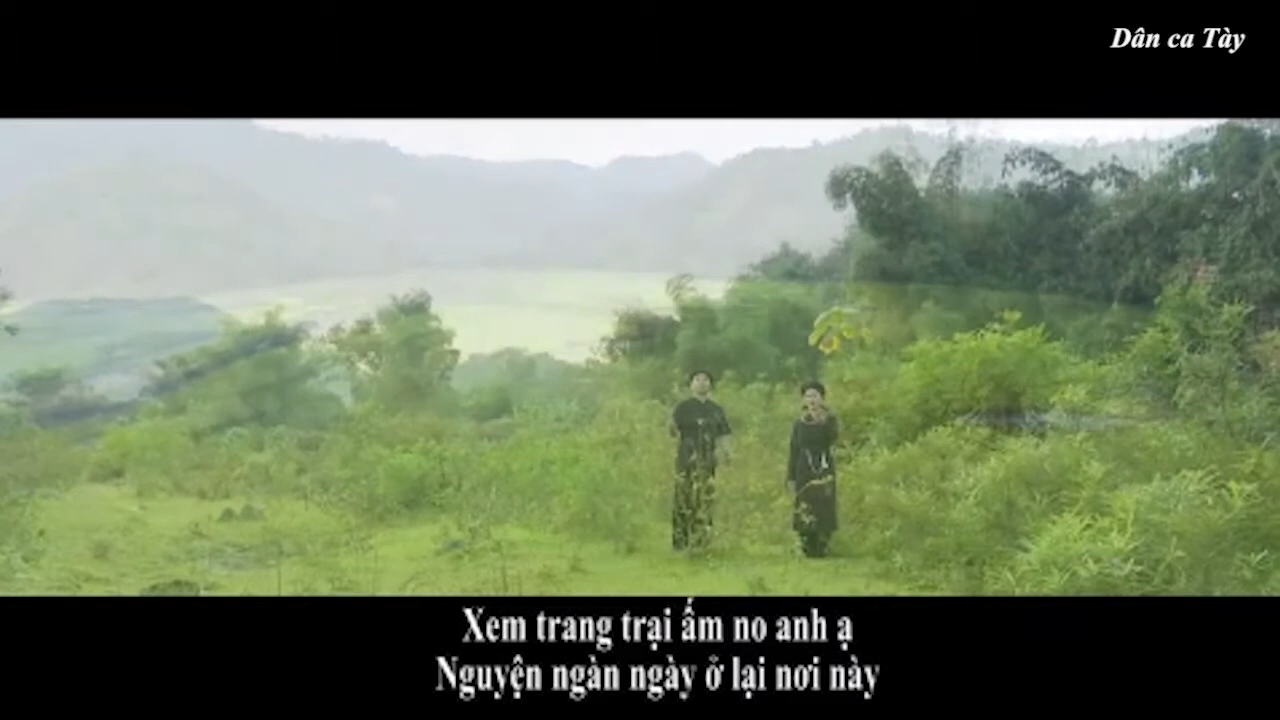 Dân ca Tày
Xem trang trại ấm no anh ạ
Nguyện ngàn ngày ở lại nơi này